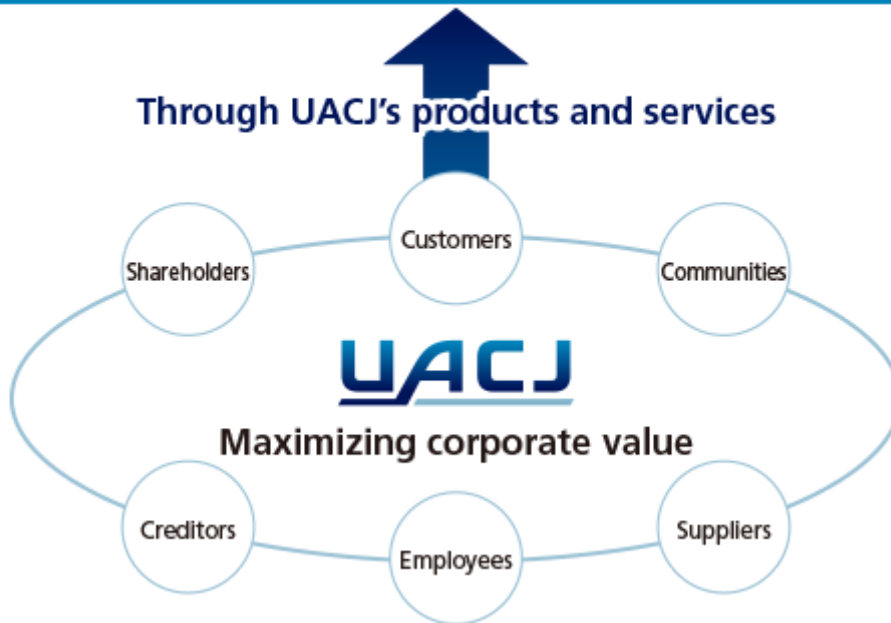 Through UACJ's products and services
Customers
Shareholders
Communities
UACJ
Maximizing corporate value
Creditors
Suppliers
Employees